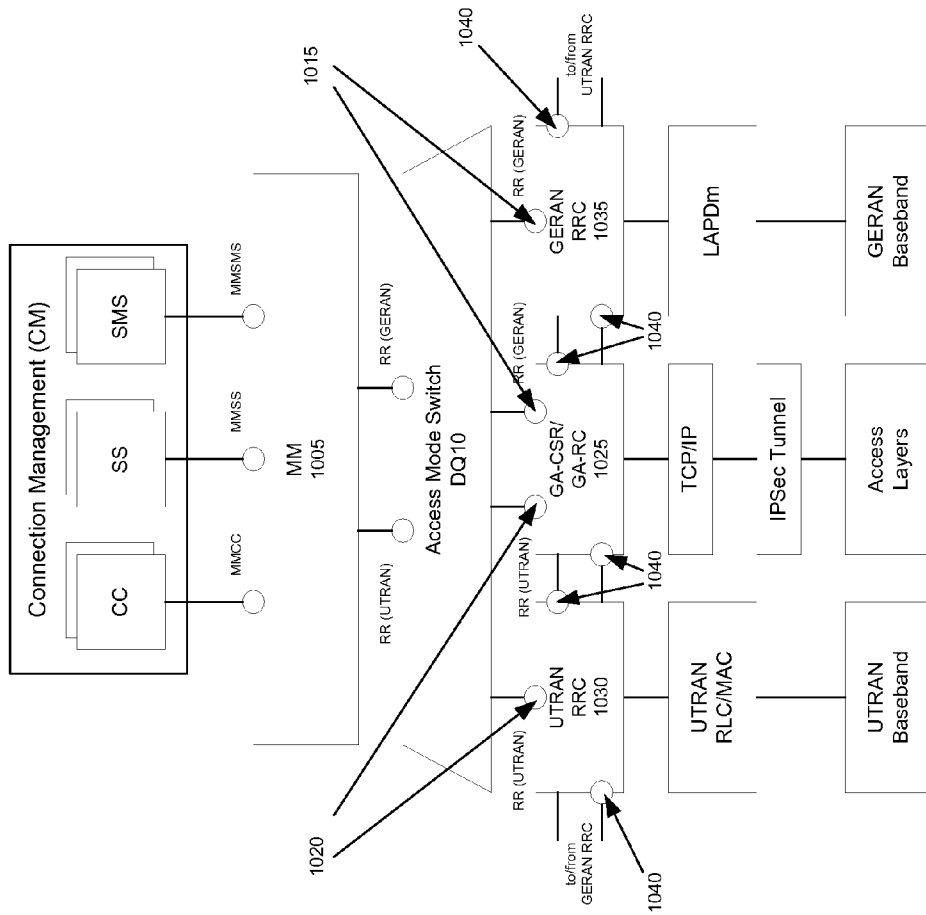 Connection Management (CM)
CC
SS
SMS
MMCC
MMSS
MMSMS
MM
1005
RR (UTRAN)
RR (GERAN)
Access Mode Switch
DQ10
1020
1015
1040
RR (UTRAN)
RR (UTRAN)
RR (GERAN)
RR (GERAN)
to/from
GERAN RRC
UTRAN
RRC
1030
GA-CSR/
GA-RC
1025
GERAN
RRC
1035
to/from
UTRAN RRC
1040
1040
1040
UTRAN
RLC/MAC
TCP/IP
LAPDm
IPSec Tunnel
UTRAN
Baseband
Access
Layers
GERAN
Baseband